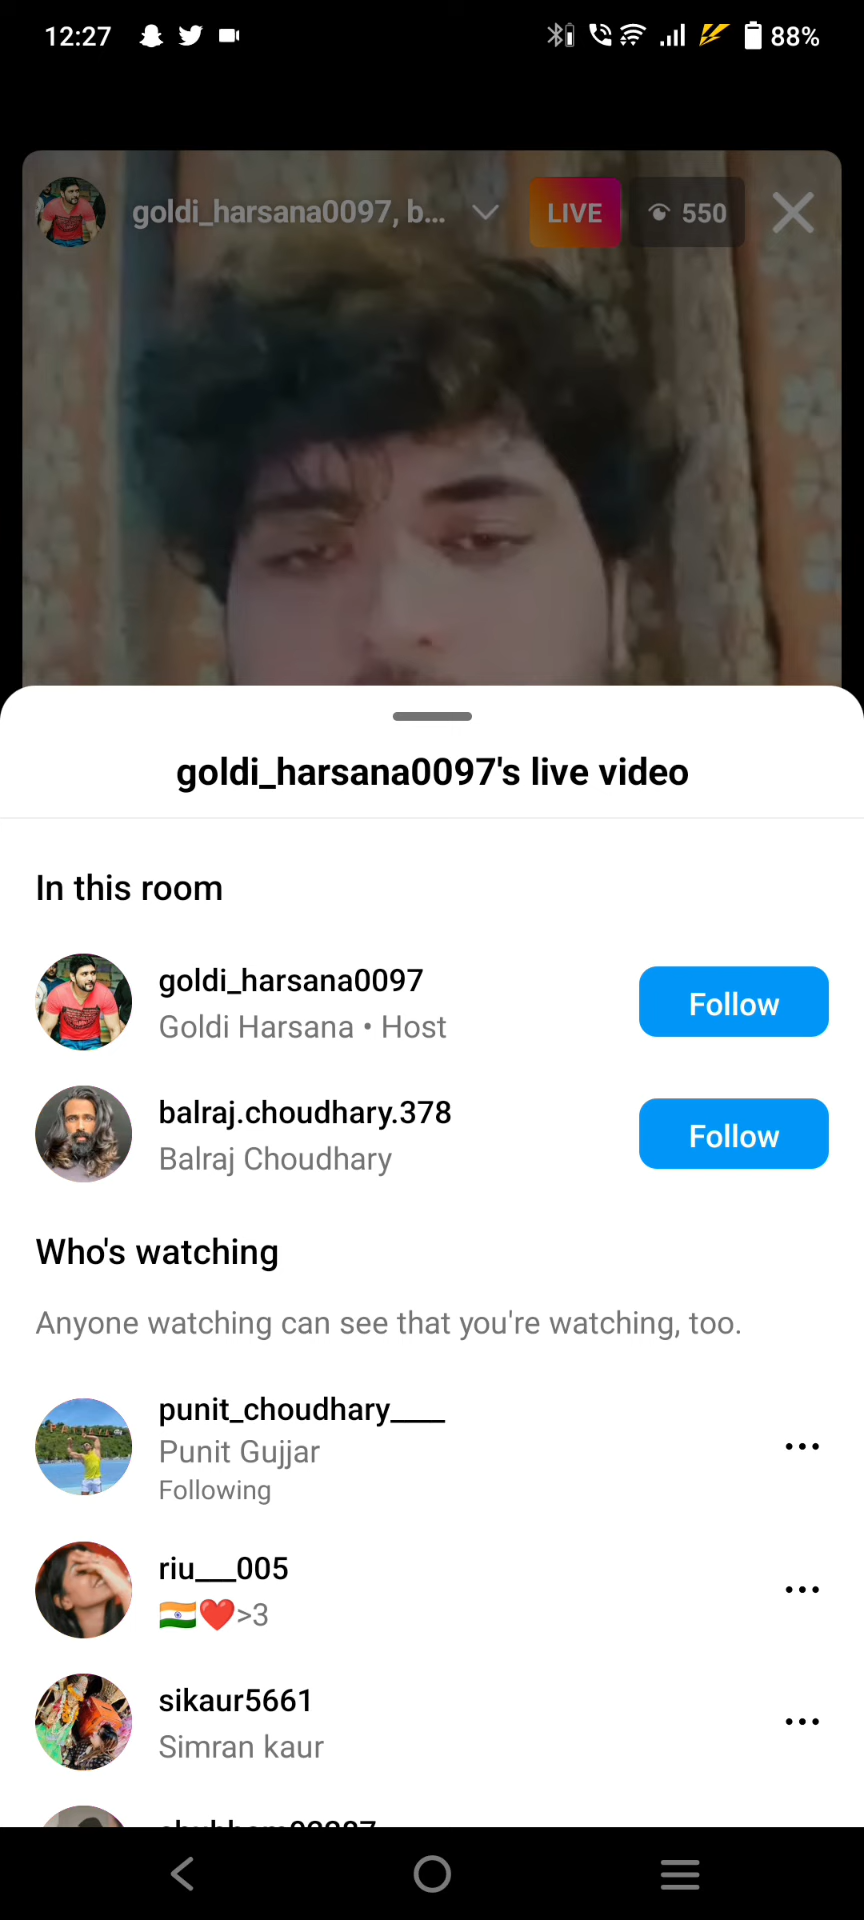 12:27
88%
goldi_harsana0097, b...
LIVE
550
goldi_harsana0097's live video
In this room
goldi_harsana0097
Goldi Harsana • Host
Follow
balraj.choudhary.378
Balraj Choudhary
Follow
Who's watching
Anyone watching can see that you're watching, too.
punit_choudhary____
Punit Gujjar
Following
riu___005
🇮🇳❤️>3
sikaur5661
Simran kaur